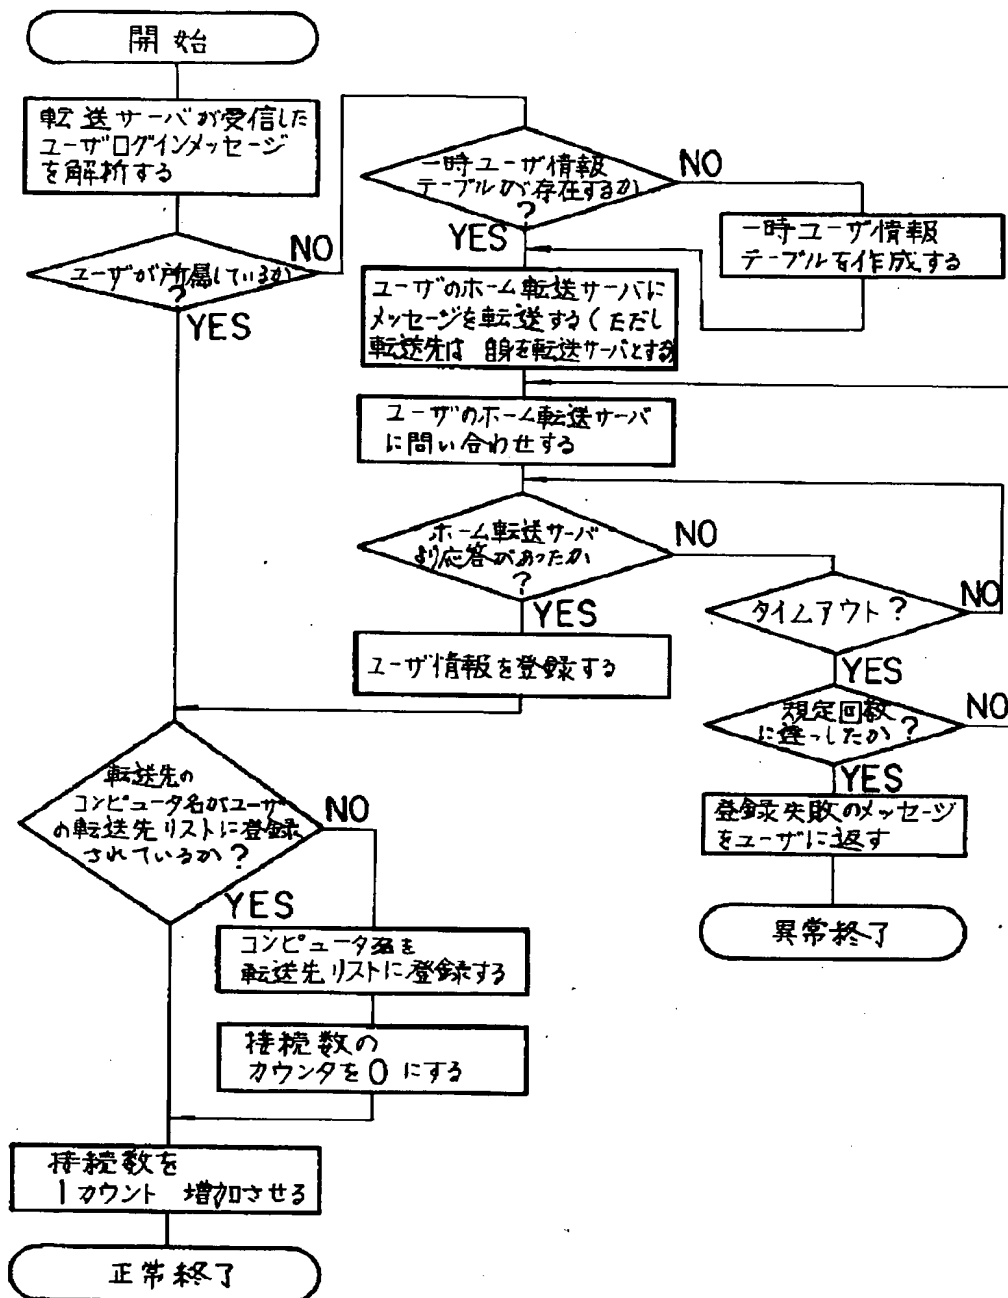 開始
転送サーバが受信した
ユーザログインメッセージ
を解析する
ユーザが所属しているか
?
NO
YES
一時ユーザ情報
テーブルが存在するか
?
NO
YES
一時ユーザ情報
テーブルを作成する
ユーザのホーム転送サーバに
メッセージを転送する(ただし
転送先は 自身を転送サーバとする)
ユーザのホーム転送サーバ
に問い合わせする
ホーム転送サーバ
より応答があったか
?
NO
YES
タイムアウト?
NO
YES
ユーザ情報を登録する
規定回数
に達っしたか?
NO
YES
登録失敗のメッセージ
をユーザに返す
異常終了
転送先の
コンピュータ名がユーザ
の転送先リストに登録
されているか?
NO
YES
コンピュータ名を
転送先リストに登録する
接続数の
カウンタを0にする
接続数を
1カウント 増加させる
正常終了